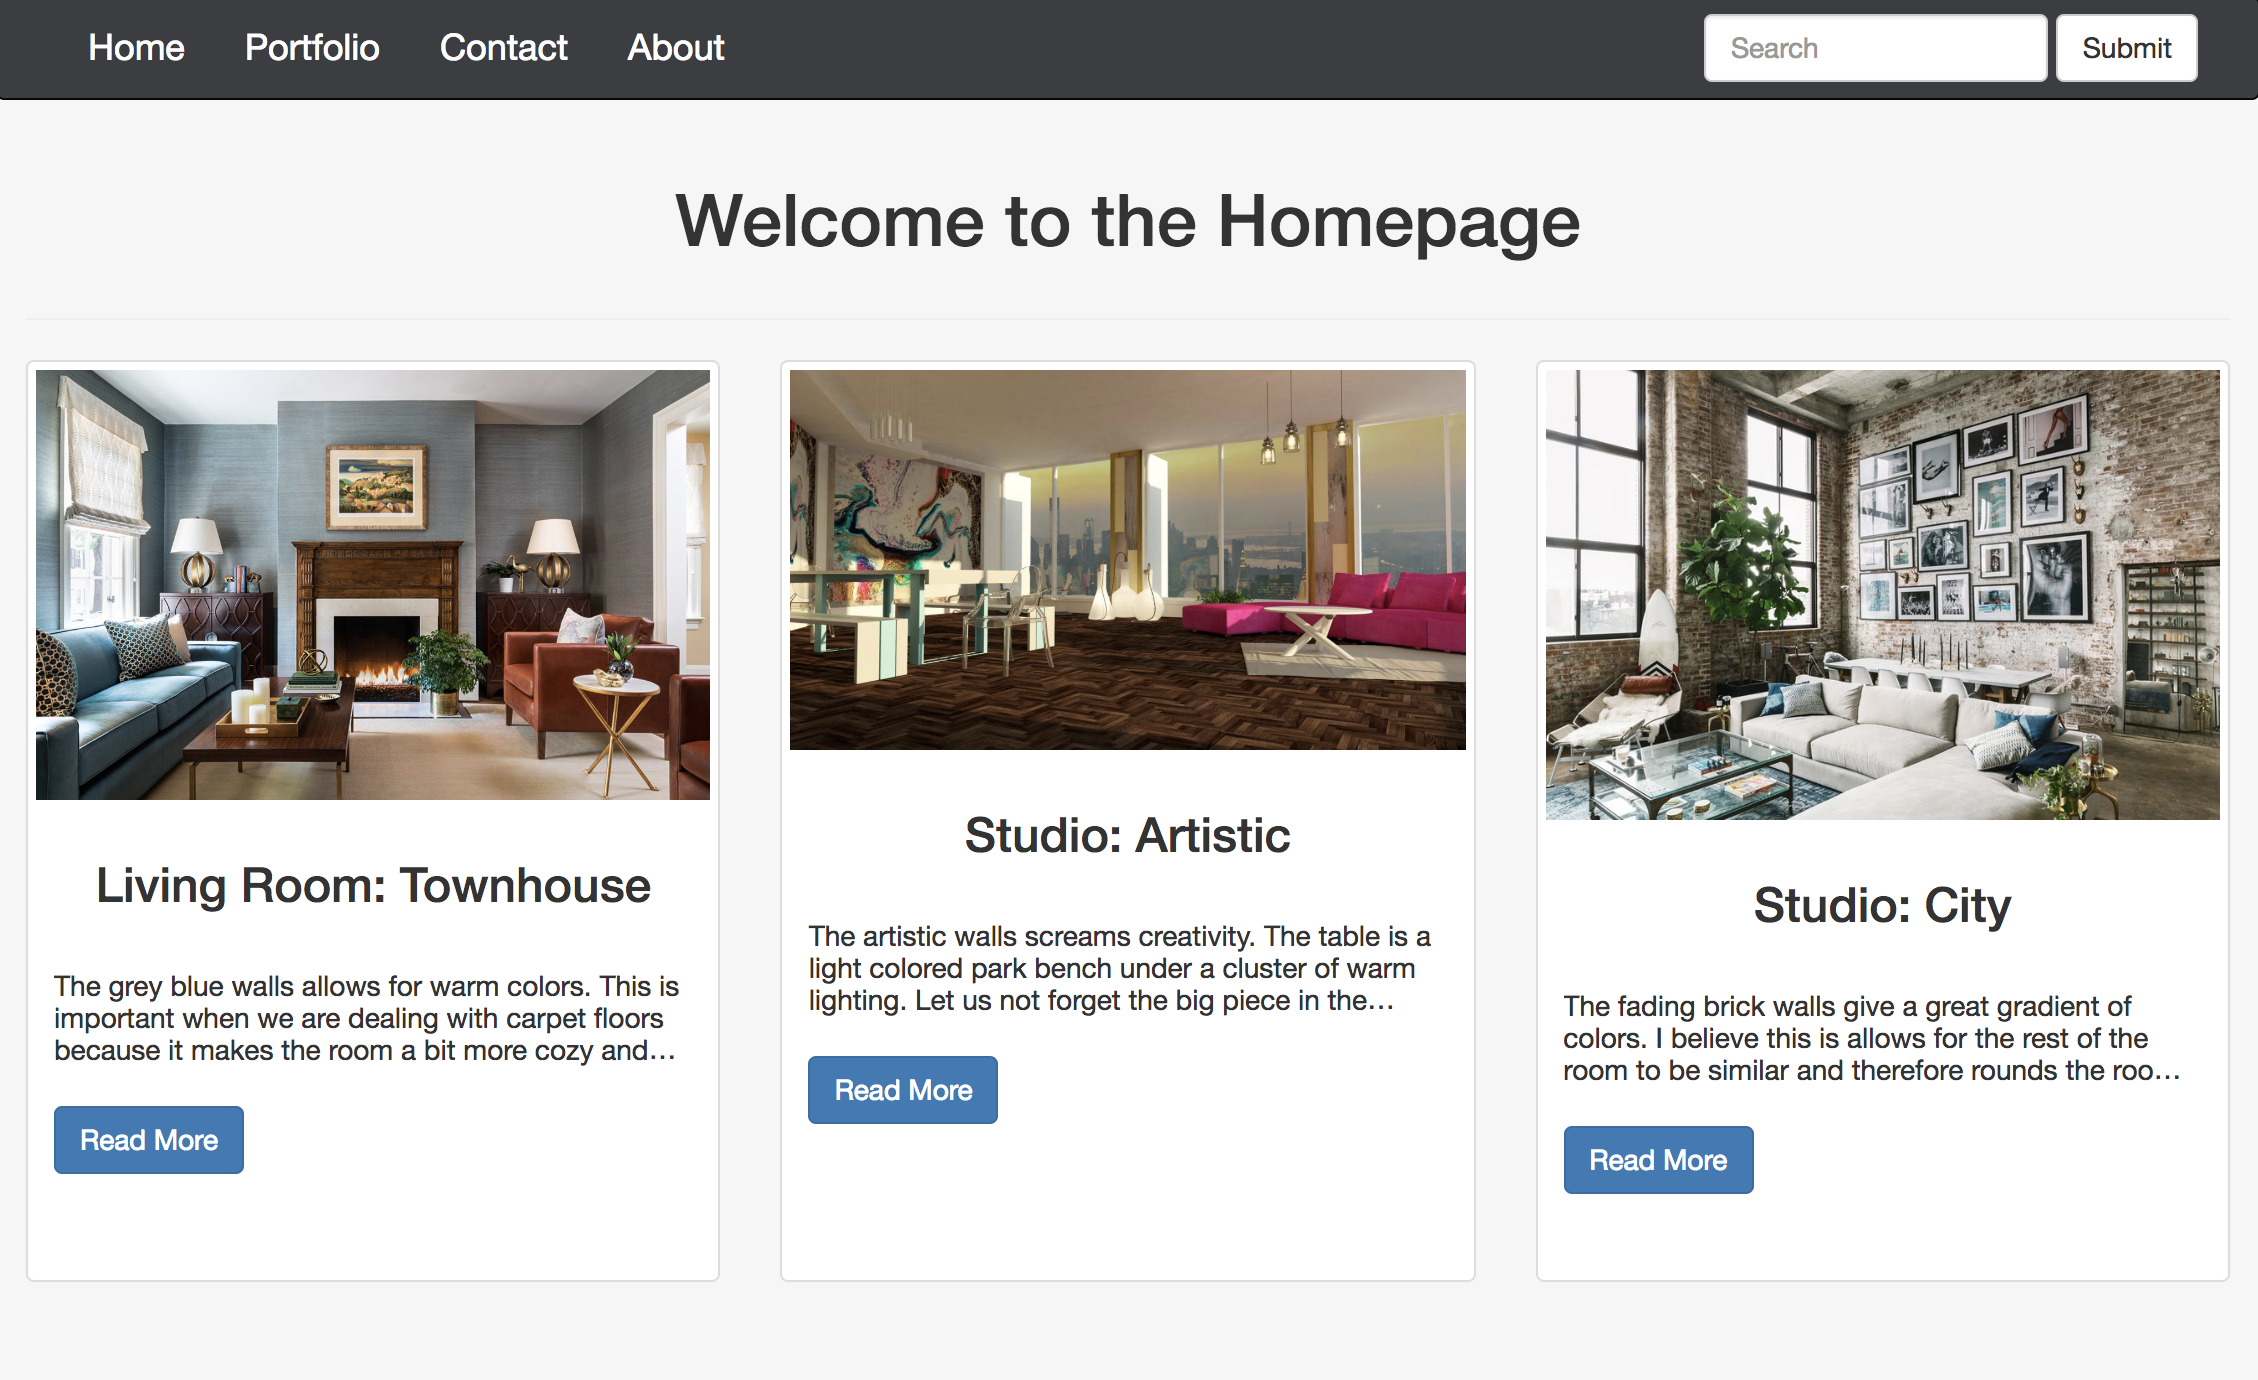 Home Portfolio Contact About Search Submit
Welcome to the Homepage
Living Room: Townhouse
The grey blue walls allows for warm colors. This is
important when we are dealing with carpet floors
because it makes the room a bit more cozy and...
Read More
Studio: Artistic
The artistic walls screams creativity. The table is a
light colored park bench under a cluster of warm
lighting. Let us not forget the big piece in the...
Read More
Studio: City
The fading brick walls give a great gradient of
colors. I believe this is allows for the rest of the
room to be similar and therefore rounds the roo...
Read More